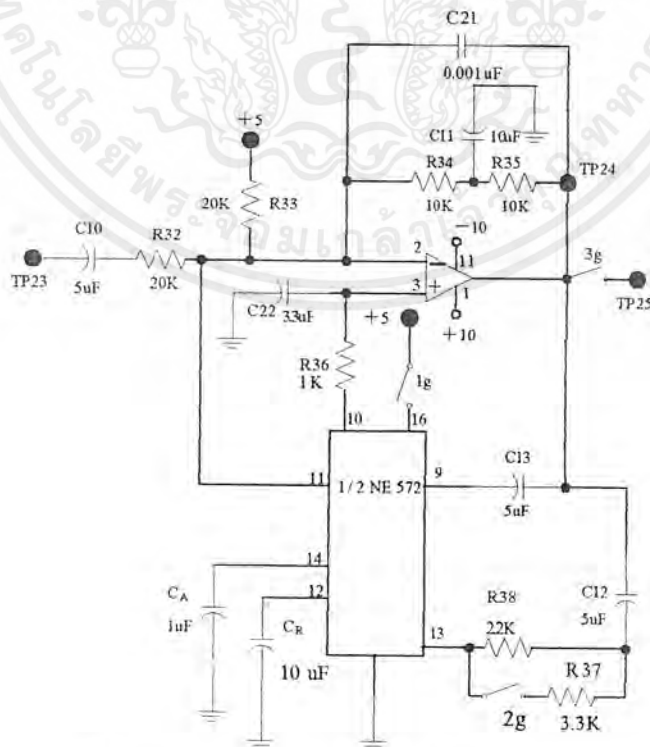 C21
0.001uF
C11
10uF
+5
R34
R35
TP24
20K
R33
10K
10K
C10
R32
-10
5uF
20K
2
11
3g
TP23
3
1
TP25
C22
33uF
+5
+10
R36
1K
1g
10
16
C13
11
1/2 NE 572
9
5uF
14
C12
CA
12
R38
5uF
1uF
CR
13
22K
10 uF
R37
2g
3.3K